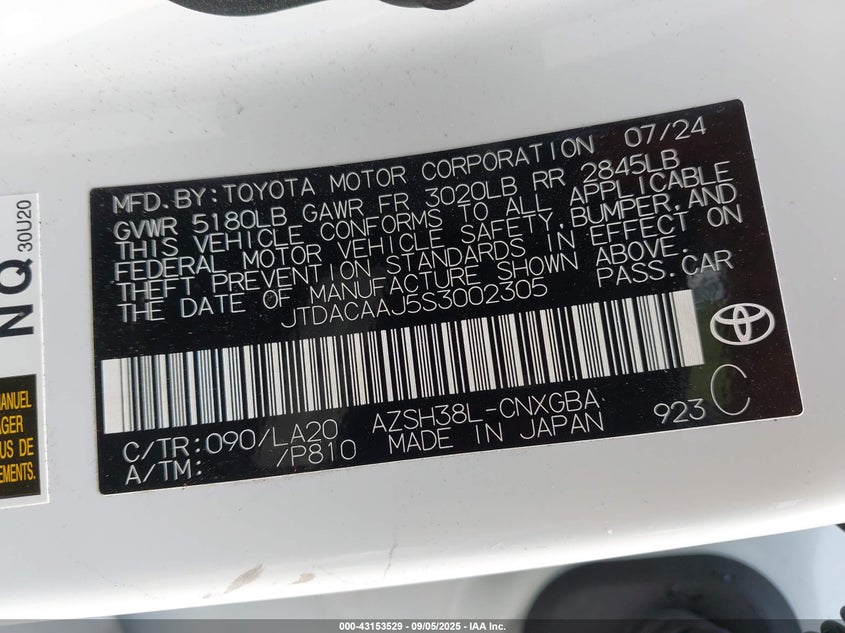 MFD. BY: TOYOTA MOTOR CORPORATION 07/24
GVWR 5180LB GAWR FR 3020LB RR 2845LB
THIS VEHICLE CONFORMS TO ALL APPLICABLE
FEDERAL MOTOR VEHICLE SAFETY, BUMPER, AND
THEFT PREVENTION STANDARDS IN EFFECT ON
THE DATE OF MANUFACTURE SHOWN ABOVE.
JTDACAAJ5S3002305 PASS. CAR
C/TR: 090/LA20 AZSH38L-CNXGBA 923 C
A/TM: /P810 MADE IN JAPAN
NQ 30U20
MANUEL
EMENTS.
000-43153529 - 09/05/2025 - IAA Inc.